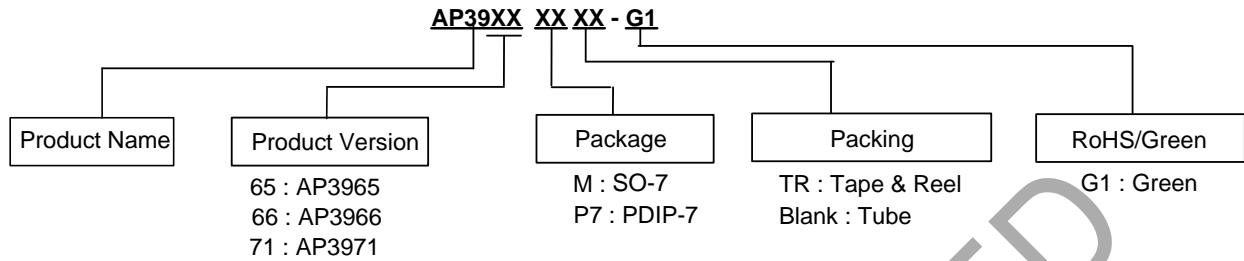 AP39XX XX XX - G1
Product Name
Product Version
Package
Packing
RoHS/Green
65 : AP3965
66 : AP3966
71 : AP3971
M : SO-7
P7 : PDIP-7
TR : Tape & Reel
Blank : Tube
G1 : Green